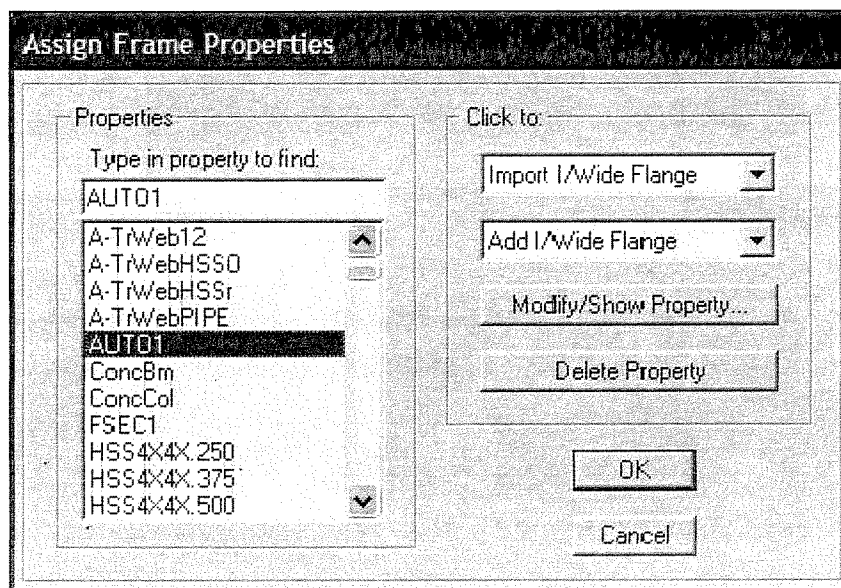 Assign Frame Properties
Properties
Type in property to find:
AUTO1
A-TrWeb12
A-TrWebHSSO
A-TrWebHSSr
A-TrWebPIPE
AUTO1
ConcBm
ConcCol
FSEC1
HSS4X4X.250
HSS4X4X.375
HSS4X4X.500
Click to:
Import I/Wide Flange
Add I/Wide Flange
Modify/Show Property...
Delete Property
OK
Cancel